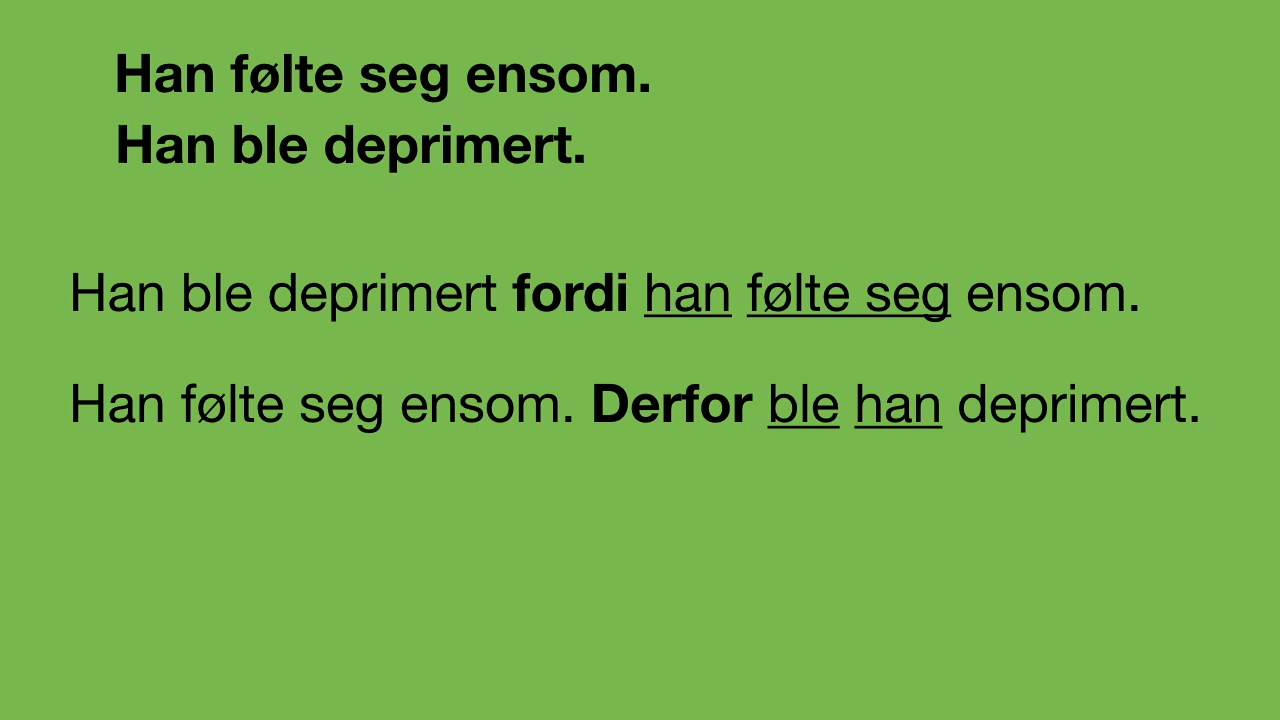 Han følte seg ensom.
Han ble deprimert.
Han ble deprimert fordi han følte seg ensom.
Han følte seg ensom. Derfor ble han deprimert.